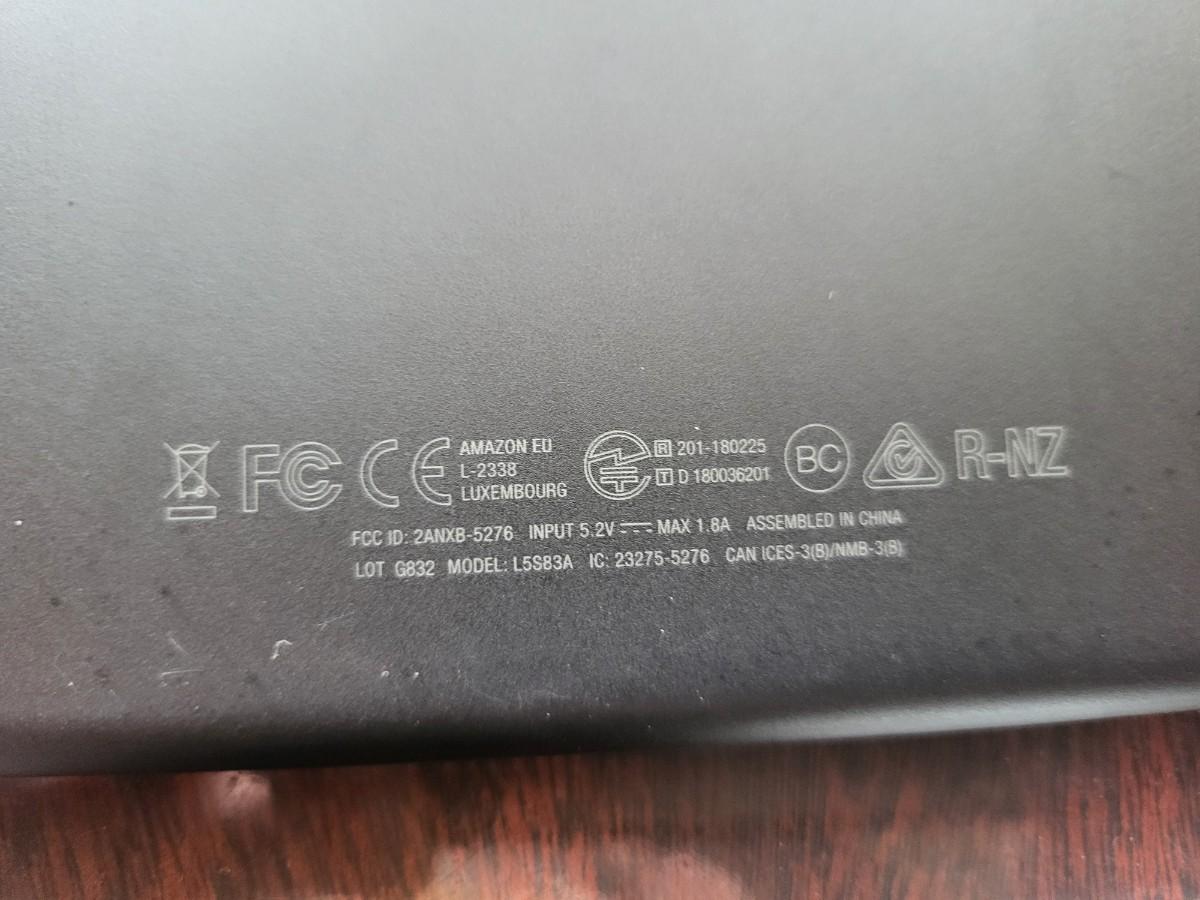 FC CE AMAZON EU
L-2338
LUXEMBOURG
R 201-180225
T D 180036201
BC R-NZ
FCC ID: 2ANXB-5276 INPUT 5.2V ⎓ MAX 1.8A ASSEMBLED IN CHINA
LOT G832 MODEL: L5S83A IC: 23275-5276 CAN ICES-3(B)/NMB-3(B)